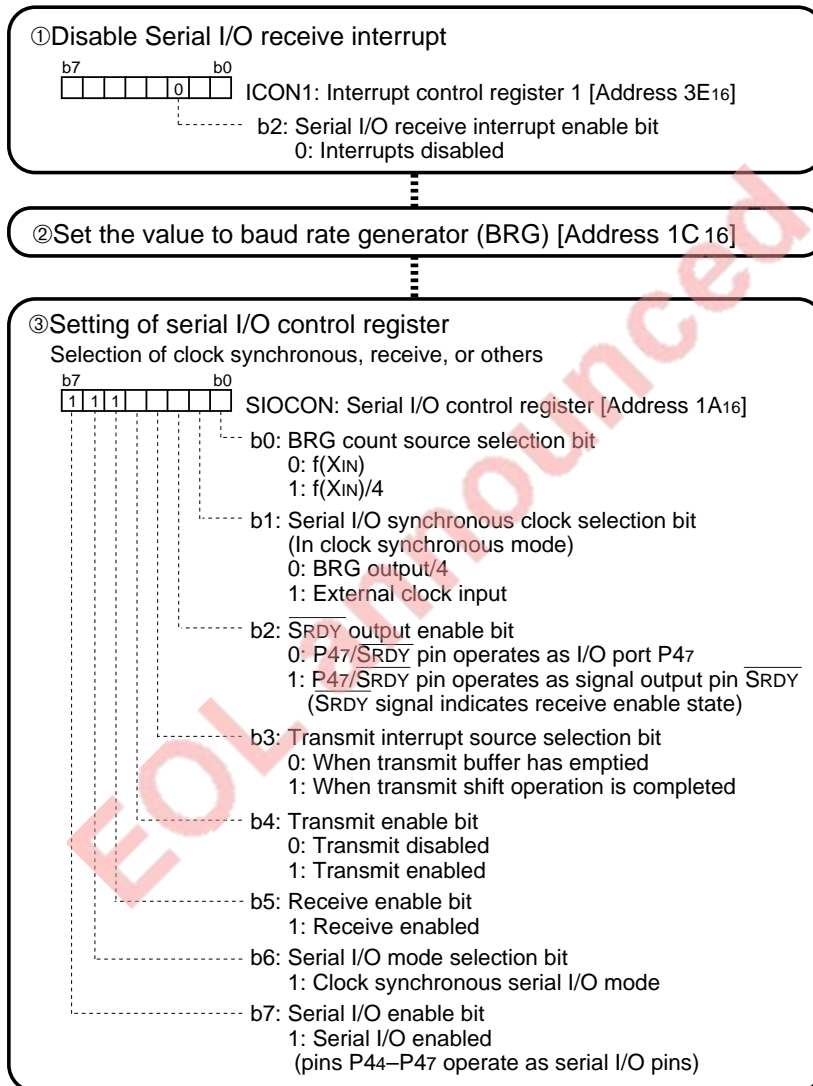 ①Disable Serial I/O receive interrupt
b7 b0
0 ICON1: Interrupt control register 1 [Address 3E16]
b2: Serial I/O receive interrupt enable bit
0: Interrupts disabled
②Set the value to baud rate generator (BRG) [Address 1C16]
③Setting of serial I/O control register
Selection of clock synchronous, receive, or others
b7 b0
1 1 1 SIOCON: Serial I/O control register [Address 1A16]
b0: BRG count source selection bit
0: f(XIN)
1: f(XIN)/4
b1: Serial I/O synchronous clock selection bit
(In clock synchronous mode)
0: BRG output/4
1: External clock input
b2: SRDY output enable bit
0: P47/SRDY pin operates as I/O port P47
1: P47/SRDY pin operates as signal output pin SRDY
(SRDY signal indicates receive enable state)
b3: Transmit interrupt source selection bit
0: When transmit buffer has emptied
1: When transmit shift operation is completed
b4: Transmit enable bit
0: Transmit disabled
1: Transmit enabled
b5: Receive enable bit
1: Receive enabled
b6: Serial I/O mode selection bit
1: Clock synchronous serial I/O mode
b7: Serial I/O enable bit
1: Serial I/O enabled
(pins P44–P47 operate as serial I/O pins)
EOL announced